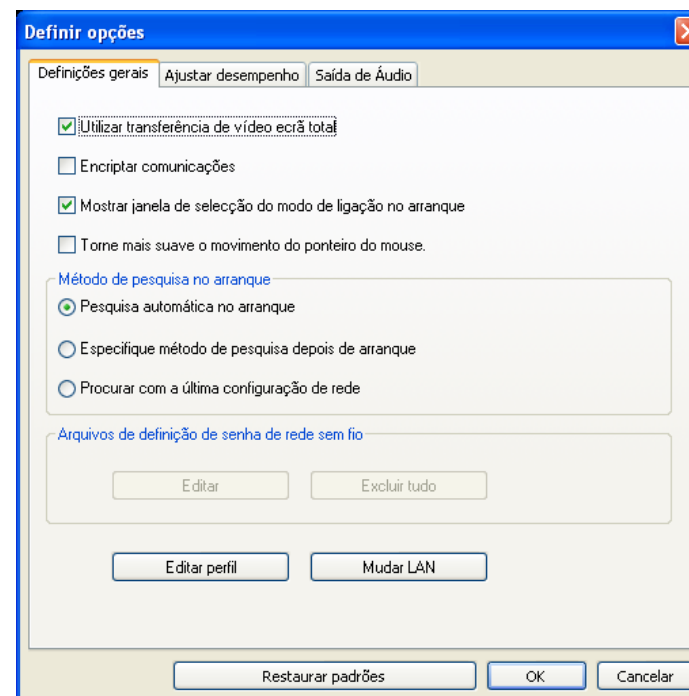 Definir opções
Definições gerais
Ajustar desempenho
Saída de Áudio
Utilizar transferência de vídeo ecrã total
Encriptar comunicações
Mostrar janela de selecção do modo de ligação no arranque
Torne mais suave o movimento do ponteiro do mouse.
Método de pesquisa no arranque
Pesquisa automática no arranque
Especifique método de pesquisa depois de arranque
Procurar com a última configuração de rede
Arquivos de definição de senha de rede sem fio
Editar
Excluir tudo
Editar perfil
Mudar LAN
Restaurar padrões
OK
Cancelar